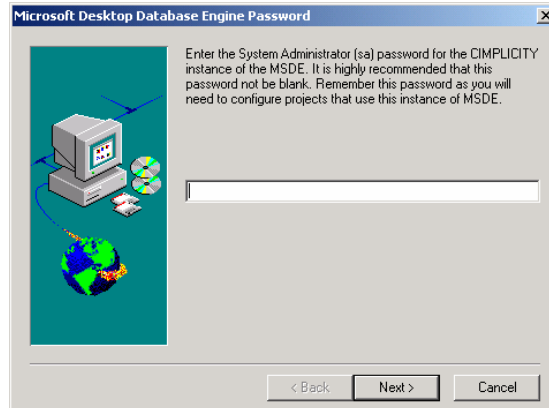 Microsoft Desktop Database Engine Password
Enter the System Administrator (sa) password for the CIMPLICITY
instance of the MSDE. It is highly recommended that this
password not be blank. Remember this password as you will
need to configure projects that use this instance of MSDE.
< Back
Next >
Cancel